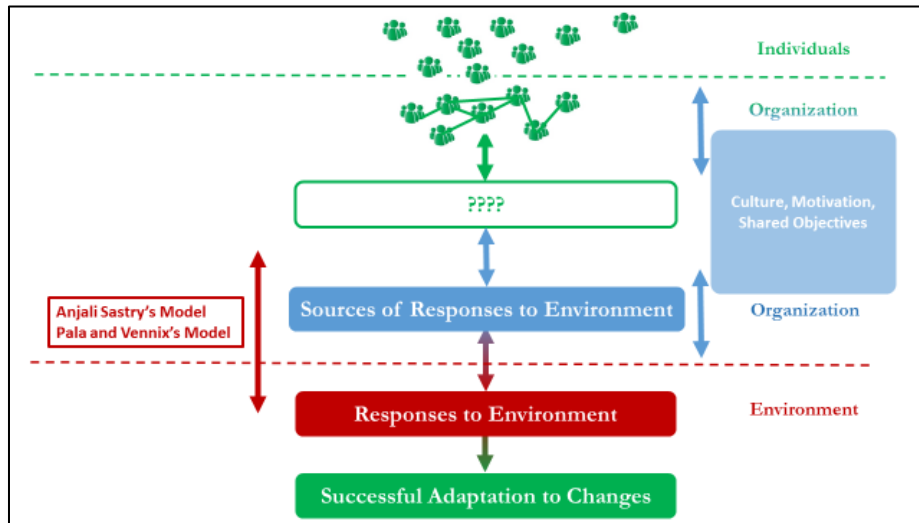 Individuals
Organization
????
Culture, Motivation,
Shared Objectives
Sources of Responses to Environment
Anjali Sastry's Model
Pala and Vennix's Model
Organization
Responses to Environment
Environment
Successful Adaptation to Changes